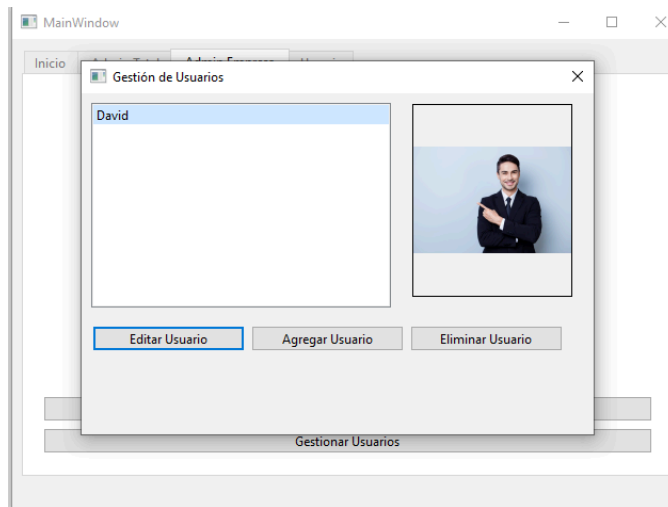 MainWindow
Inicio
Gestión de Usuarios
David
Editar Usuario Agregar Usuario Eliminar Usuario
Gestionar Usuarios